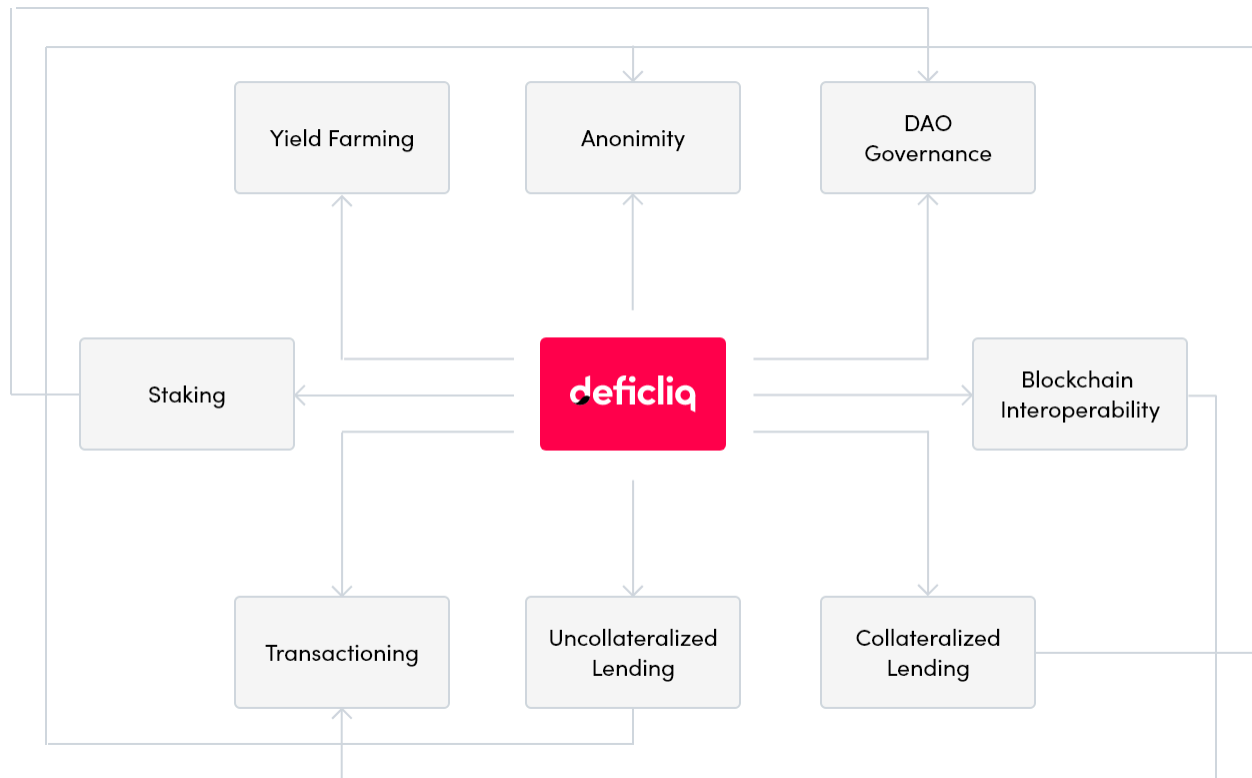 Yield Farming
Anonimity
DAO
Governance
Staking
deficliq
Blockchain
Interoperability
Transactioning
Uncollateralized
Lending
Collateralized
Lending